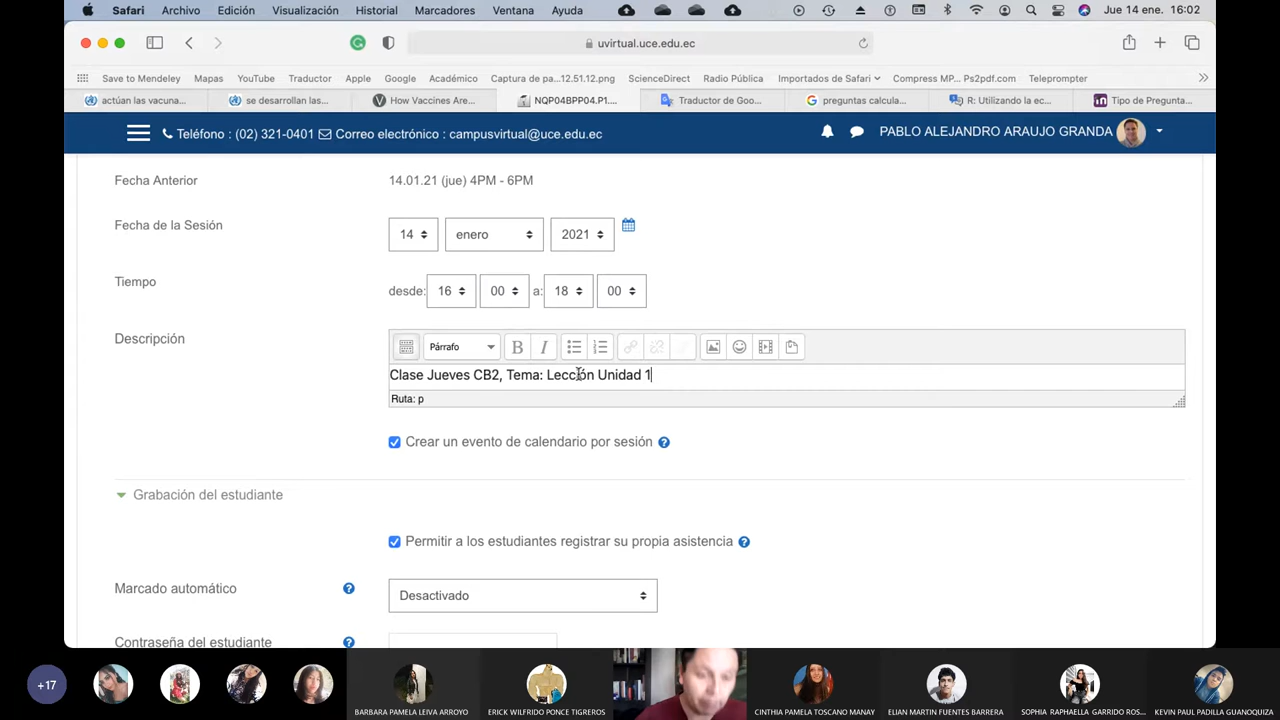 Safari Archivo Edición Visualización Historial Marcadores Ventana Ayuda Jue 14 ene. 16:02
uvirtual.uce.edu.ec
Save to Mendeley Mapas YouTube Traductor Apple Google Académico Captura de pa...12.51.12.png ScienceDirect Radio Pública Importados de Safari Compress MP... Ps2pdf.com Teleprompter
actúan las vacuna... se desarrollan las... How Vaccines Are... NQP04BPP04.P1.... Traductor de Goo... preguntas calcula... R: Utilizando la ec... Tipo de Pregunta...
Teléfono : (02) 321-0401 Correo electrónico : campusvirtual@uce.edu.ec PABLO ALEJANDRO ARAUJO GRANDA
Fecha Anterior 14.01.21 (jue) 4PM - 6PM
Fecha de la Sesión 14 enero 2021
Tiempo desde: 16 00 a: 18 00
Descripción
Párrafo B I
Clase Jueves CB2, Tema: Lección Unidad 1
Ruta: p
Crear un evento de calendario por sesión
Grabación del estudiante
Permitir a los estudiantes registrar su propia asistencia
Marcado automático Desactivado
Contraseña del estudiante
+17 BARBARA PAMELA LEIVA ARROYO ERICK WILFRIDO PONCE TIGREROS CINTHIA PAMELA TOSCANO MANAY ELIAN MARTIN FUENTES BARRERA SOPHIA RAPHAELLA GARRIDO ROS... KEVIN PAUL PADILLA GUANOQUIZA